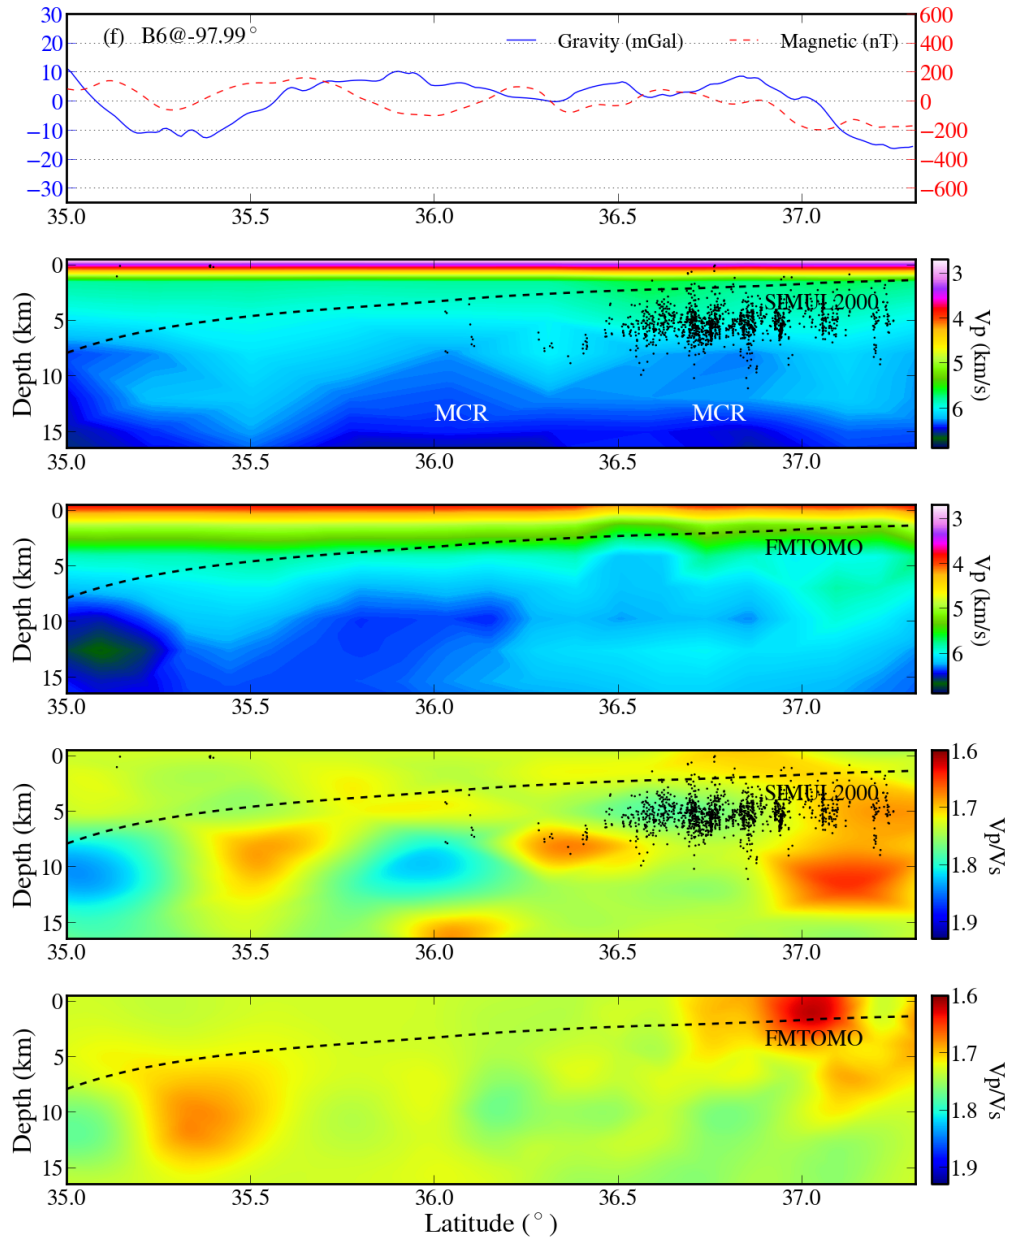 30
20
10
0
−10
−20
−30
(f) B6@-97.99°
Gravity (mGal)
Magnetic (nT)
600
400
200
0
−200
−400
−600
35.0 35.5 36.0 36.5 37.0
Depth (km)
0
5
10
15
SIMUL2000
MCR MCR
3
4
5
6
Vp (km/s)
35.0 35.5 36.0 36.5 37.0
Depth (km)
0
5
10
15
FMTOMO
3
4
5
6
Vp (km/s)
35.0 35.5 36.0 36.5 37.0
Depth (km)
0
5
10
15
SIMUL2000
1.6
1.7
1.8
1.9
Vp/Vs
35.0 35.5 36.0 36.5 37.0
Depth (km)
0
5
10
15
FMTOMO
1.6
1.7
1.8
1.9
Vp/Vs
35.0 35.5 36.0 36.5 37.0
Latitude (°)